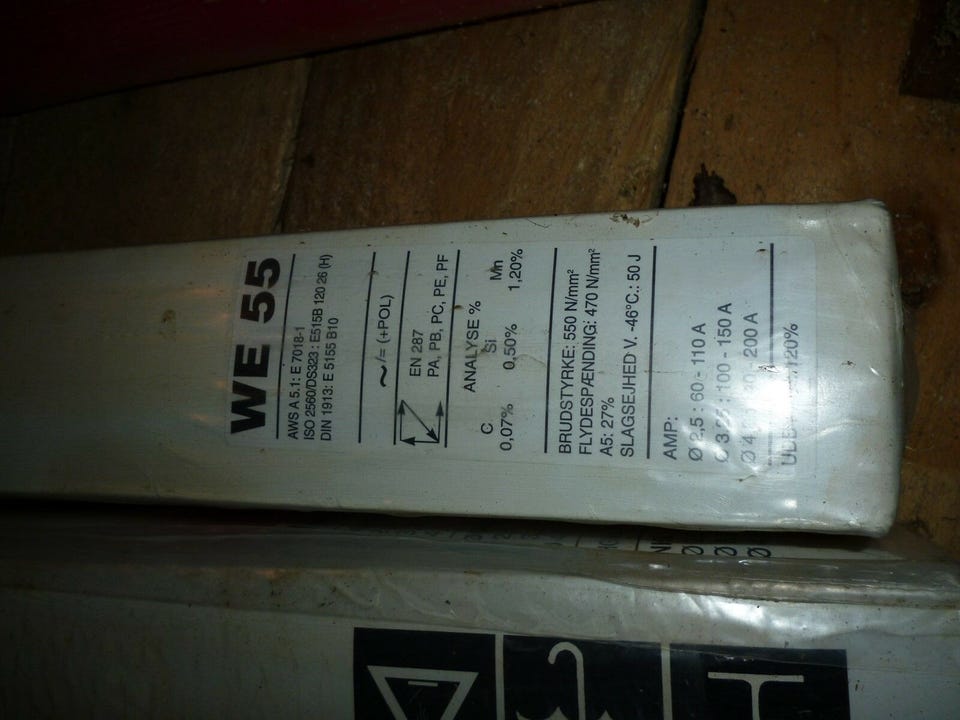 WE 55
AWS A 5.1: E 7018-1
ISO 2560/DS323 : E515B 120 26 (H)
DIN 1913: E 5155 B10
~/= (+POL)
EN 287
PA, PB, PC, PE, PF
ANALYSE %
C Si Mn
0,07% 0,50% 1,20%
BRUDSTYRKE: 550 N/mm²
FLYDESPÆNDING: 470 N/mm²
A5: 27%
SLAGSEJHED V. -46°C.: 50 J
AMP:
Ø 2,5 : 60 - 110 A
Ø 3,25 : 100 - 150 A
Ø 200 A
120%
Ø
Ø
Ø